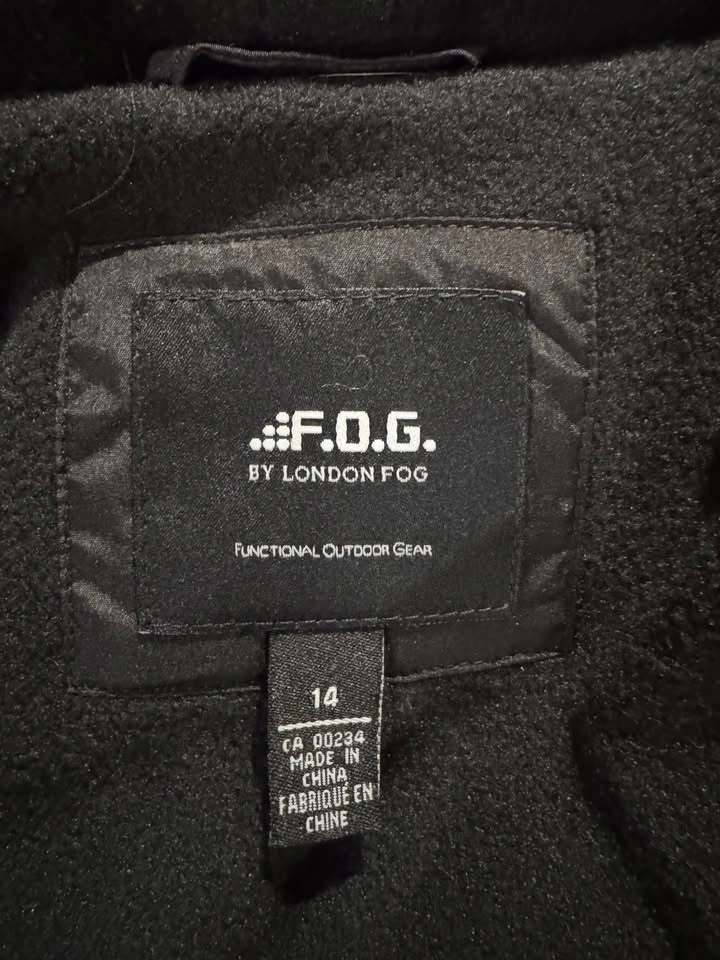 F.O.G.
BY LONDON FOG
FUNCTIONAL OUTDOOR GEAR
14
CA 00234
MADE IN
CHINA
FABRIQUÉ EN
CHINE